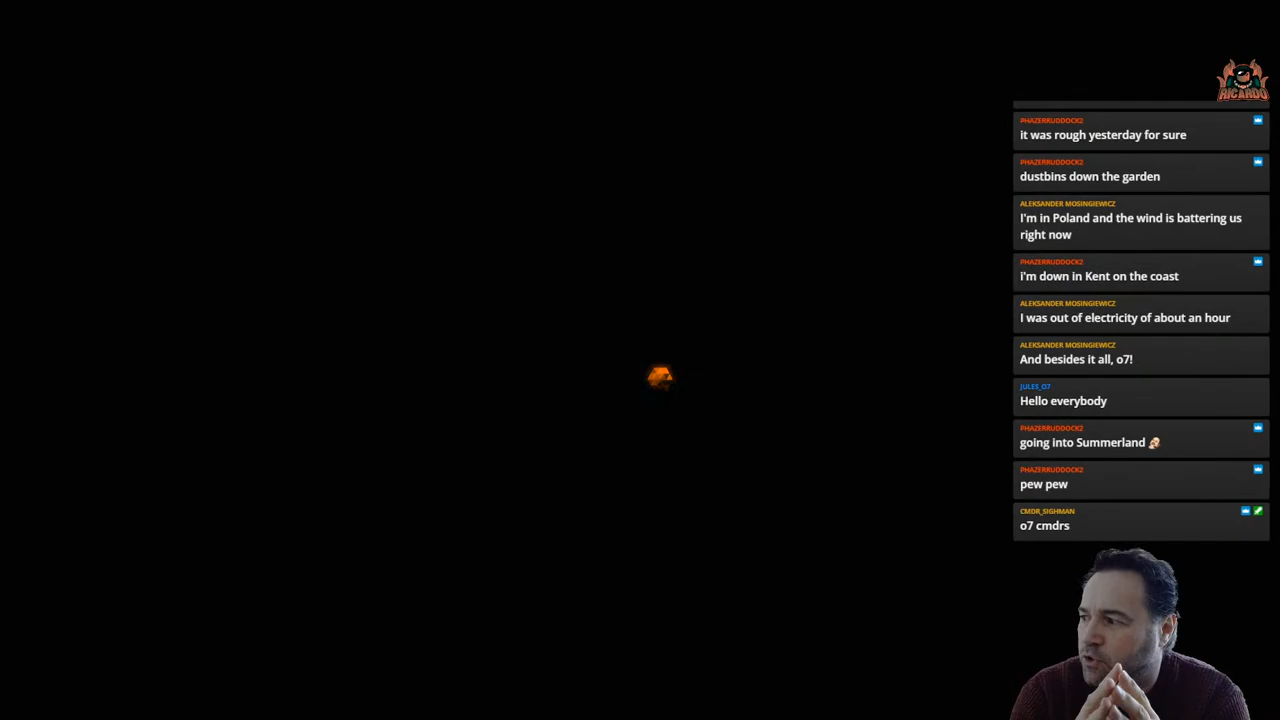 RICARDO
PHAZERRUDDOCK2
it was rough yesterday for sure
PHAZERRUDDOCK2
dustbins down the garden
ALEKSANDER MOSINGIEWICZ
I'm in Poland and the wind is battering us
right now
PHAZERRUDDOCK2
i'm down in Kent on the coast
ALEKSANDER MOSINGIEWICZ
I was out of electricity of about an hour
ALEKSANDER MOSINGIEWICZ
And besides it all, o7!
JULES_O7
Hello everybody
PHAZERRUDDOCK2
going into Summerland
PHAZERRUDDOCK2
pew pew
CMDR_SIGHMAN
o7 cmdrs